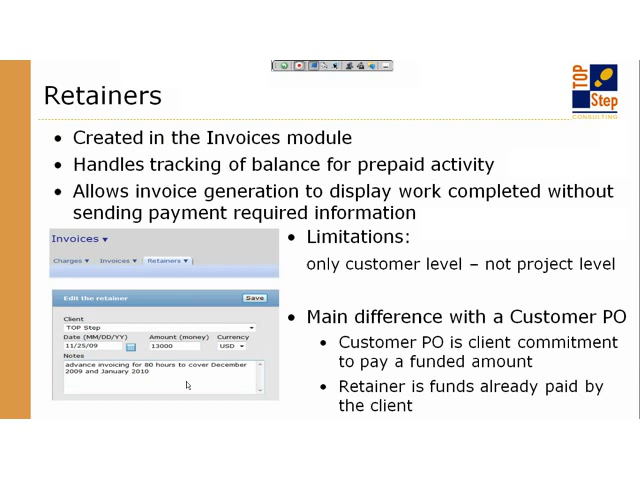 TOP
Step
CONSULTING
Retainers
• Created in the Invoices module
• Handles tracking of balance for prepaid activity
• Allows invoice generation to display work completed without
sending payment required information
Invoices
Charges Invoices Retainers
Edit the retainer Save
Client
TOP Step
Date (MM/DD/YY) Amount (money) Currency
11/25/09 13000 USD
Notes
advance invoicing for 80 hours to cover December
2009 and January 2010
• Limitations:
only customer level – not project level
• Main difference with a Customer PO
• Customer PO is client commitment
to pay a funded amount
• Retainer is funds already paid by
the client